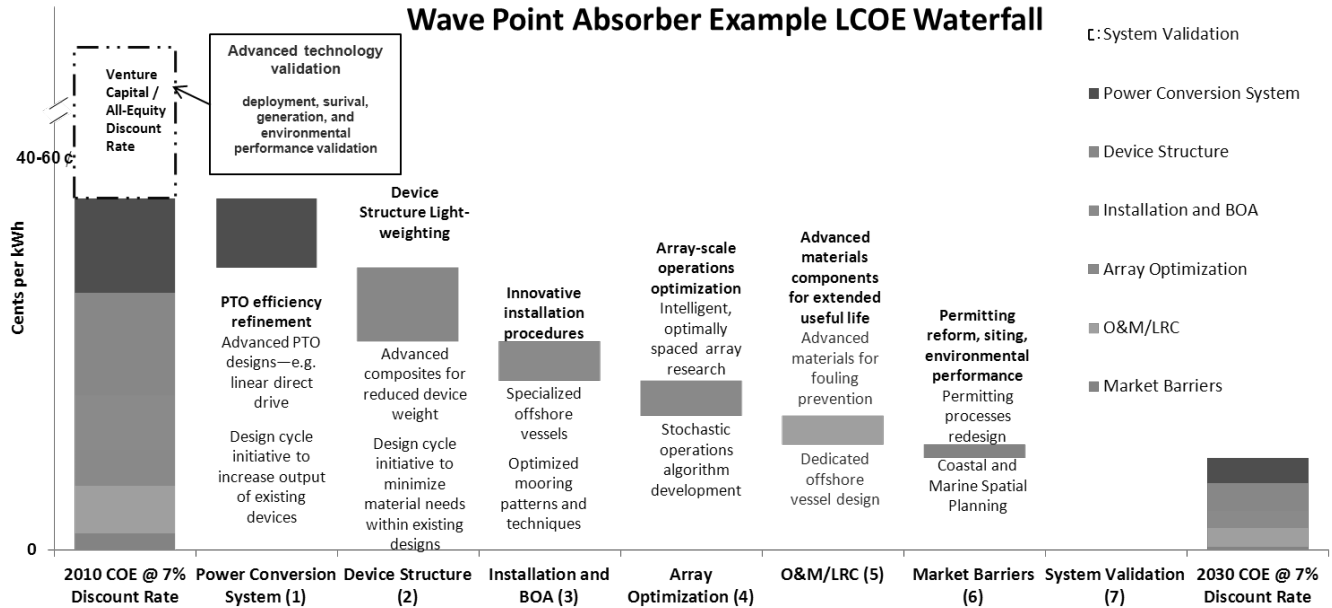 Wave Point Absorber Example LCOE Waterfall
Advanced technology
validation
deployment, surival,
generation, and
environmental
performance validation
Venture
Capital /
All-Equity
Discount
Rate
40-60 ¢
Cents per kWh
0
PTO efficiency
refinement
Advanced PTO
designs—e.g.
linear direct
drive
Design cycle
initiative to
increase output
of existing
devices
Device
Structure Light-
weighting
Advanced
composites for
reduced device
weight
Design cycle
initiative to
minimize
material needs
within existing
designs
Innovative
installation
procedures
Specialized
offshore
vessels
Optimized
mooring
patterns and
techniques
Array-scale
operations
optimization
Intelligent,
optimally
spaced array
research
Stochastic
operations
algorithm
development
Advanced
materials
components
for extended
useful life
Advanced
materials for
fouling
prevention
Dedicated
offshore
vessel design
Permitting
reform, siting,
environmental
performance
Permitting
processes
redesign
Coastal and
Marine Spatial
Planning
System Validation
Power Conversion System
Device Structure
Installation and BOA
Array Optimization
O&M/LRC
Market Barriers
2010 COE @ 7%
Discount Rate
Power Conversion
System (1)
Device Structure
(2)
Installation and
BOA (3)
Array
Optimization (4)
O&M/LRC (5)
Market Barriers
(6)
System Validation
(7)
2030 COE @ 7%
Discount Rate